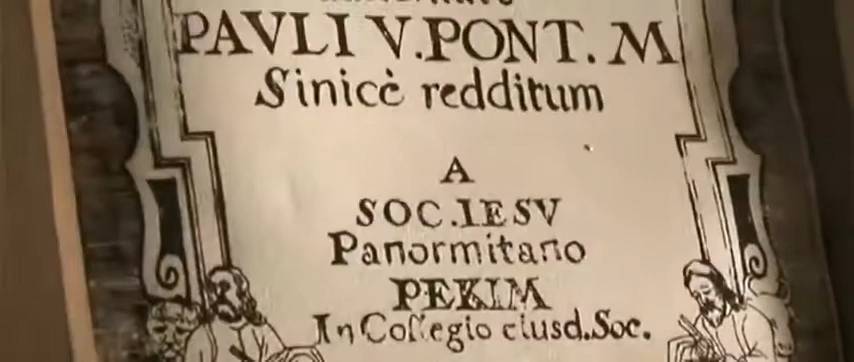 PAVLI V. PONT. M
Sinicè redditum
A
SOC. IESV
Panormitano
PEKIM
In Collegio eiusd. Soc.